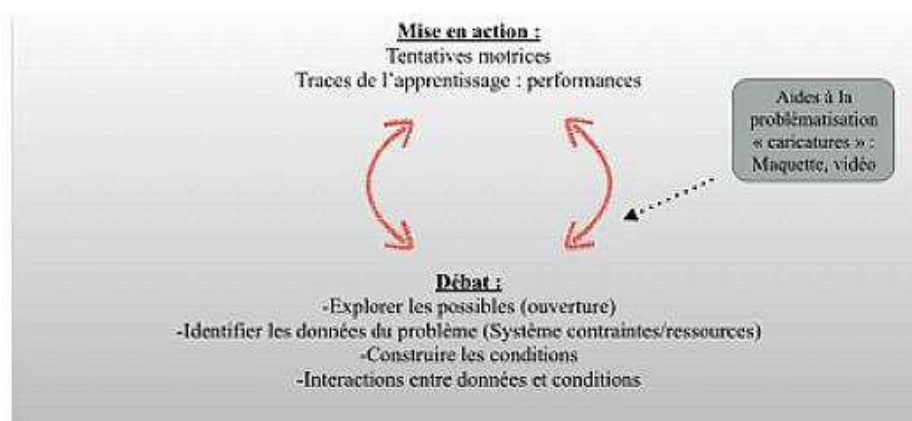 Mise en action :
Tentatives motrices
Traces de l'apprentissage : performances
Aides à la
problématisation
« caricatures » :
Maquette, vidéo
Débat :
-Explorer les possibles (ouverture)
-Identifier les données du problème (Système contraintes/ressources)
-Construire les conditions
-Interactions entre données et conditions